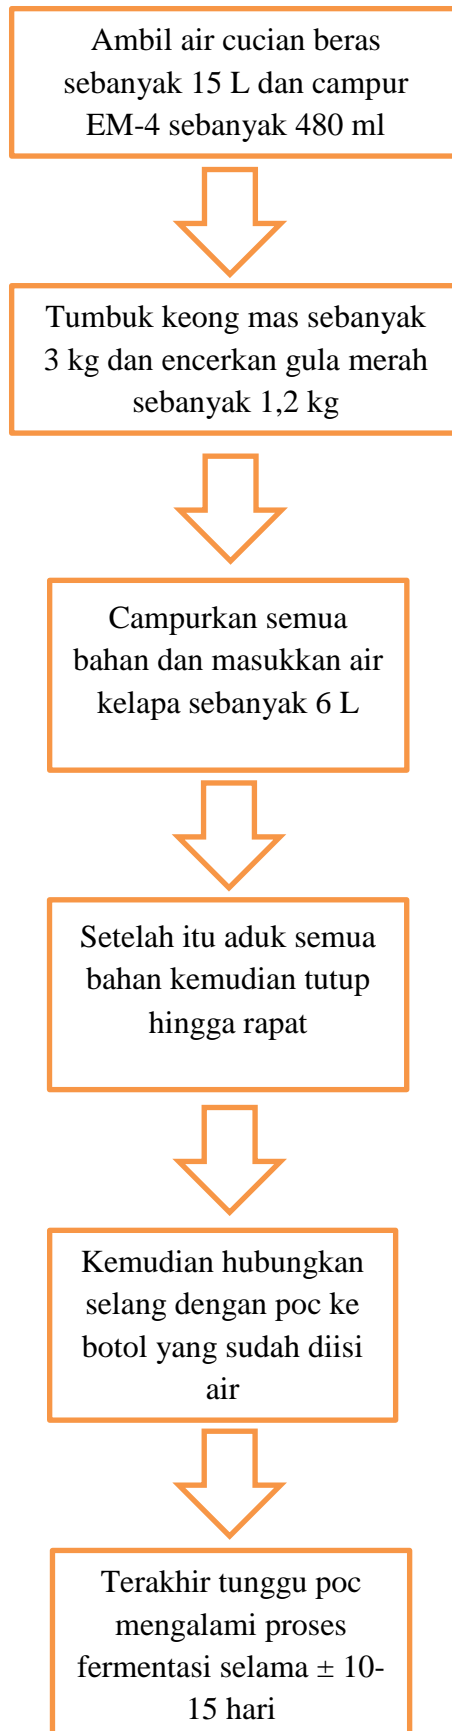 Ambil air cucian beras
sebanyak 15 L dan campur
EM-4 sebanyak 480 ml
Tumbuk keong mas sebanyak
3 kg dan encerkan gula merah
sebanyak 1,2 kg
Campurkan semua
bahan dan masukkan air
kelapa sebanyak 6 L
Setelah itu aduk semua
bahan kemudian tutup
hingga rapat
Kemudian hubungkan
selang dengan poc ke
botol yang sudah diisi
air
Terakhir tunggu poc
mengalami proses
fermentasi selama ± 10-
15 hari